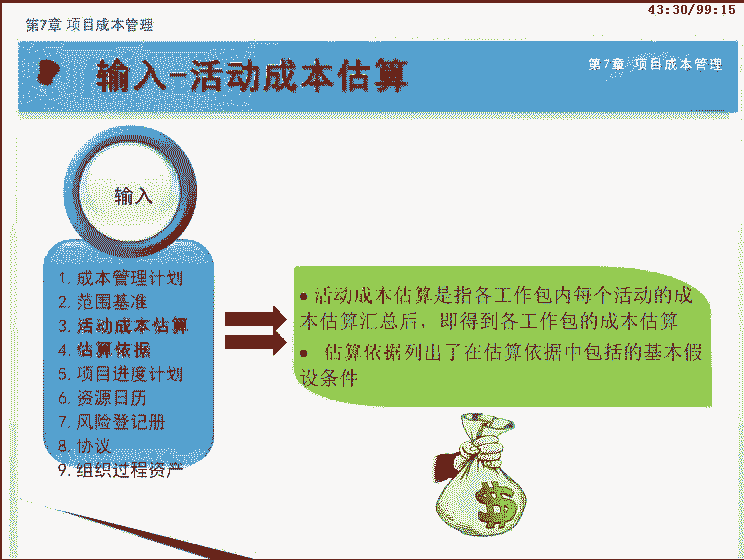 43:30/99:15
第7章 项目成本管理
输入-活动成本估算
第7章 项目成本管理
输入
1. 成本管理计划
2. 范围基准
3. 活动成本估算
4. 估算依据
5. 项目进度计划
6. 资源日历
7. 风险登记册
8. 协议
9. 组织过程资产
● 活动成本估算是指各工作包内每个活动的成
本估算汇总后，即得到各工作包的成本估算
● 估算依据列出了在估算依据中包括的基本假
设条件
$